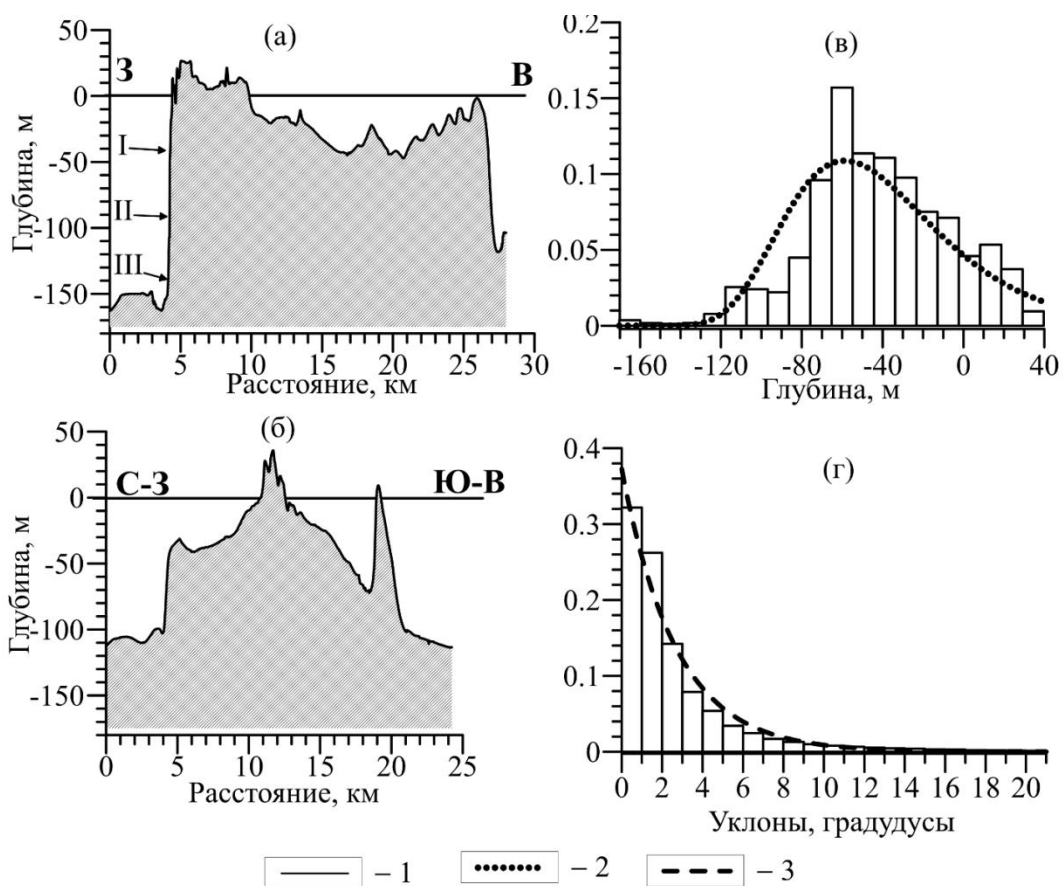 (а)
Глубина, м
50
0
-50
-100
-150
З
В
I
II
III
0 5 10 15 20 25 30
Расстояние, км
(в)
0.2
0.15
0.1
0.05
0
-160 -120 -80 -40 0 40
Глубина, м
(б)
Глубина, м
50
0
-50
-100
-150
С-З
Ю-В
0 5 10 15 20 25
Расстояние, км
(г)
0.4
0.3
0.2
0.1
0
0 2 4 6 8 10 12 14 16 18 20
Уклоны, градудусы
– 1 – 2 – 3